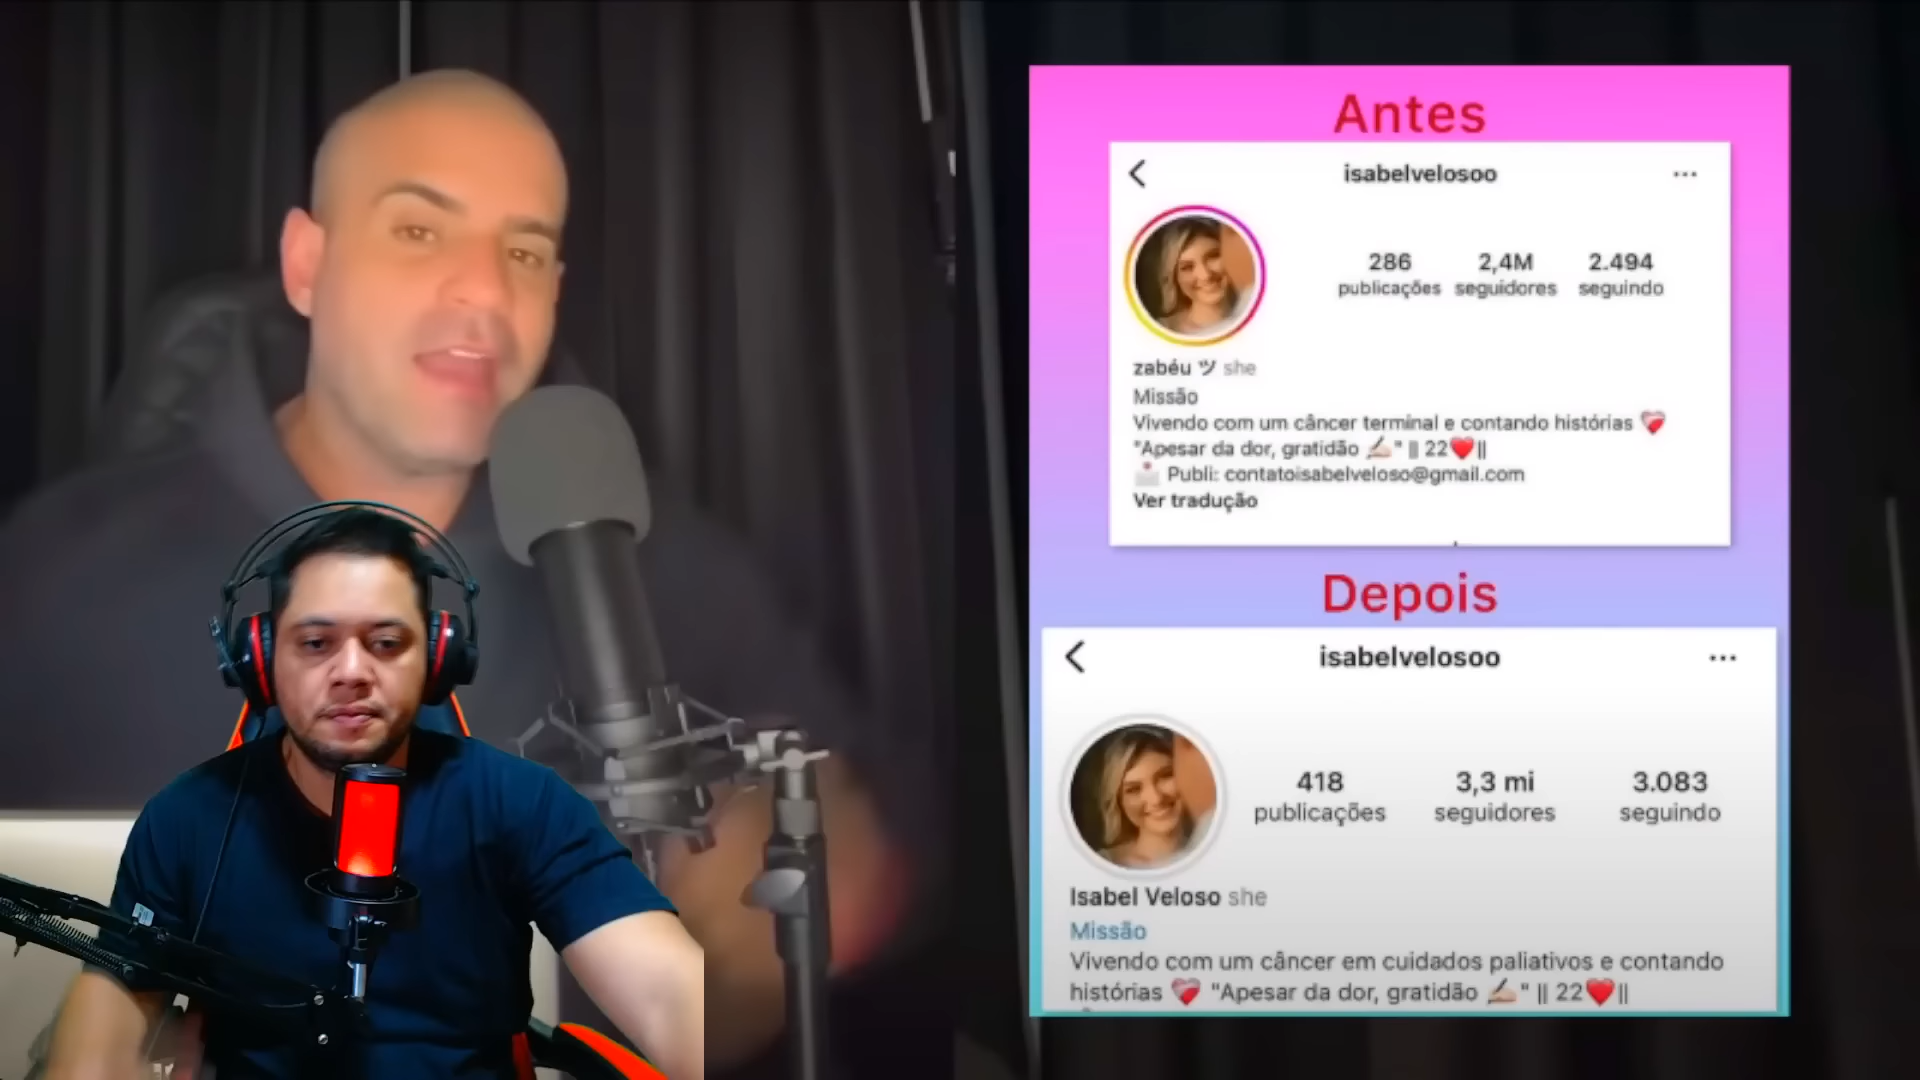 Antes
isabelvelosoo
286 2,4M 2.494
publicações seguidores seguindo
zabéu ツ she
Missão
Vivendo com um câncer terminal e contando histórias ❤️‍🩹
"Apesar da dor, gratidão ✍🏻" || 22❤️||
📩 Publi: contatoisabelveloso@gmail.com
Ver tradução
Depois
isabelvelosoo
418 3,3 mi 3.083
publicações seguidores seguindo
Isabel Veloso she
Missão
Vivendo com um câncer em cuidados paliativos e contando
histórias ❤️‍🩹 "Apesar da dor, gratidão ✍🏻" || 22❤️||